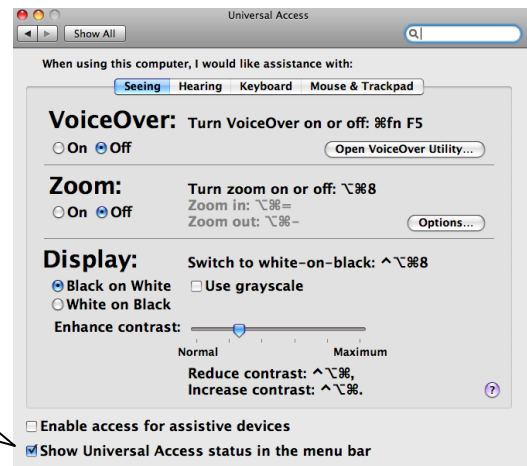 Universal Access
Show All
When using this computer, I would like assistance with:
Seeing Hearing Keyboard Mouse & Trackpad
VoiceOver: Turn VoiceOver on or off: ⌘fn F5
On Off Open VoiceOver Utility...
Zoom: Turn zoom on or off: ⌥⌘8
On Off Zoom in: ⌥⌘=
Zoom out: ⌥⌘- Options...
Display: Switch to white-on-black: ^⌥⌘8
Black on White Use grayscale
White on Black
Enhance contrast:
Normal Maximum
Reduce contrast: ^⌥⌘,
Increase contrast: ^⌥⌘.
?
Enable access for assistive devices
Show Universal Access status in the menu bar